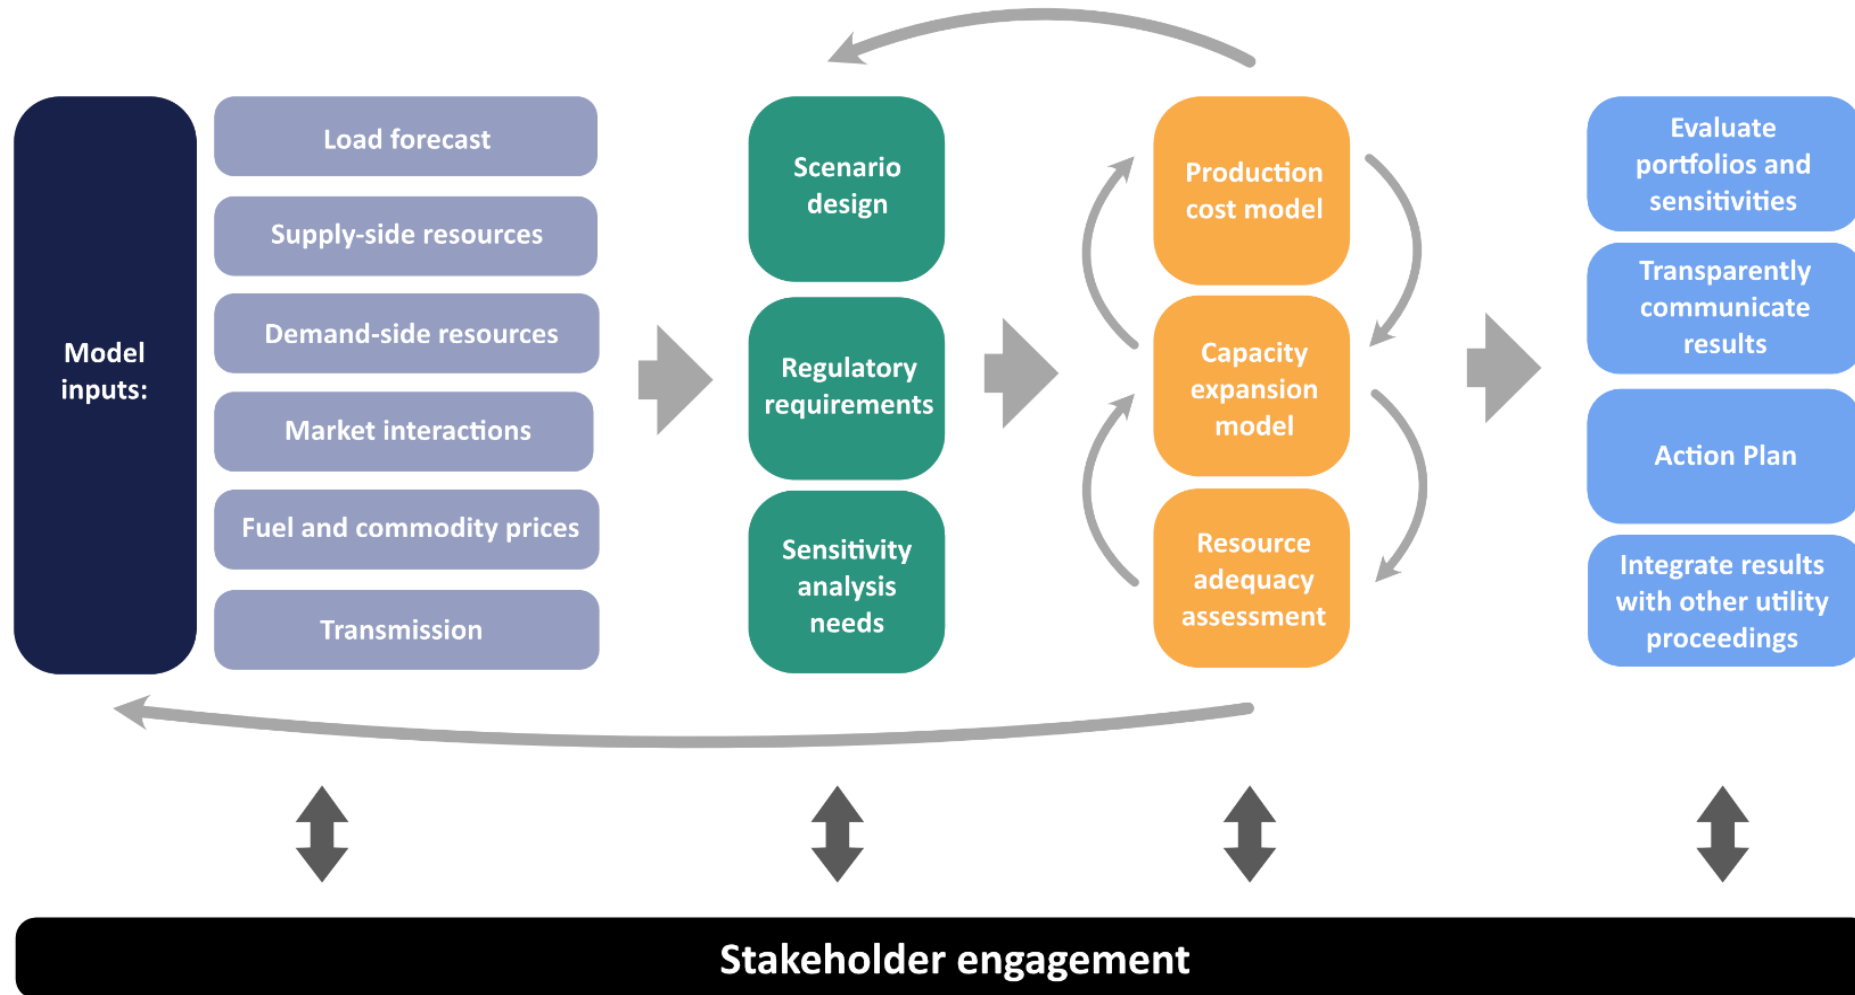 Model
inputs:
Load forecast
Supply-side resources
Demand-side resources
Market interactions
Fuel and commodity prices
Transmission
Scenario
design
Regulatory
requirements
Sensitivity
analysis
needs
Production
cost model
Capacity
expansion
model
Resource
adequacy
assessment
Evaluate
portfolios and
sensitivities
Transparently
communicate
results
Action Plan
Integrate results
with other utility
proceedings
Stakeholder engagement